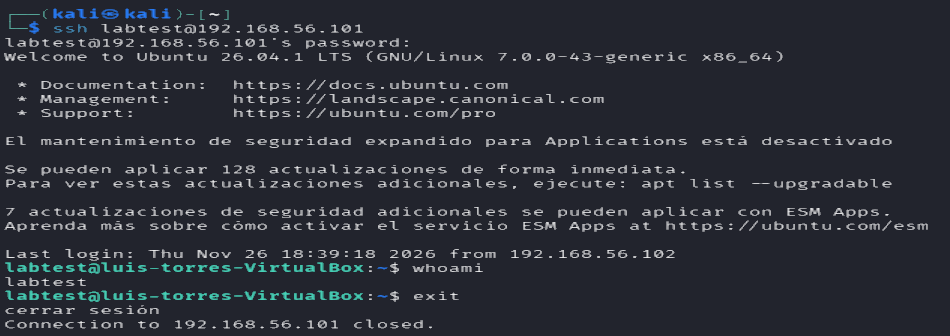 ┌──(kali㉿kali)-[~]
└─$ ssh labtest@192.168.56.101
labtest@192.168.56.101's password:
Welcome to Ubuntu 26.04.1 LTS (GNU/Linux 7.0.0-43-generic x86_64)
* Documentation: https://docs.ubuntu.com
* Management: https://landscape.canonical.com
* Support: https://ubuntu.com/pro
El mantenimiento de seguridad expandido para Applications está desactivado
Se pueden aplicar 128 actualizaciones de forma inmediata.
Para ver estas actualizaciones adicionales, ejecute: apt list --upgradable
7 actualizaciones de seguridad adicionales se pueden aplicar con ESM Apps.
Aprenda más sobre cómo activar el servicio ESM Apps at https://ubuntu.com/esm
Last login: Thu Nov 26 18:39:18 2026 from 192.168.56.102
labtest@luis-torres-VirtualBox:~$ whoami
labtest
labtest@luis-torres-VirtualBox:~$ exit
cerrar sesión
Connection to 192.168.56.101 closed.